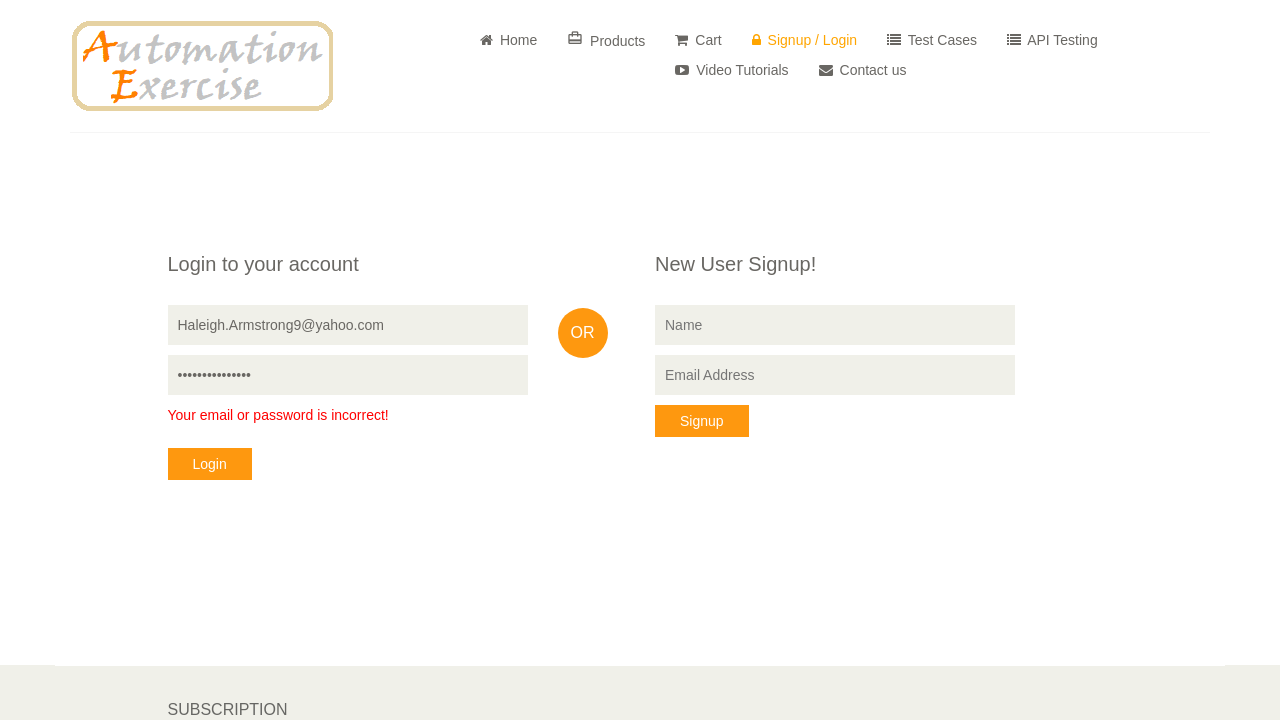 Automation
Exercise
Home
Products
Cart
Signup / Login
Test Cases
API Testing
Video Tutorials
Contact us
Login to your account
Haleigh.Armstrong9@yahoo.com
•••••••••••••••
Your email or password is incorrect!
Login
OR
New User Signup!
Name
Email Address
Signup
SUBSCRIPTION